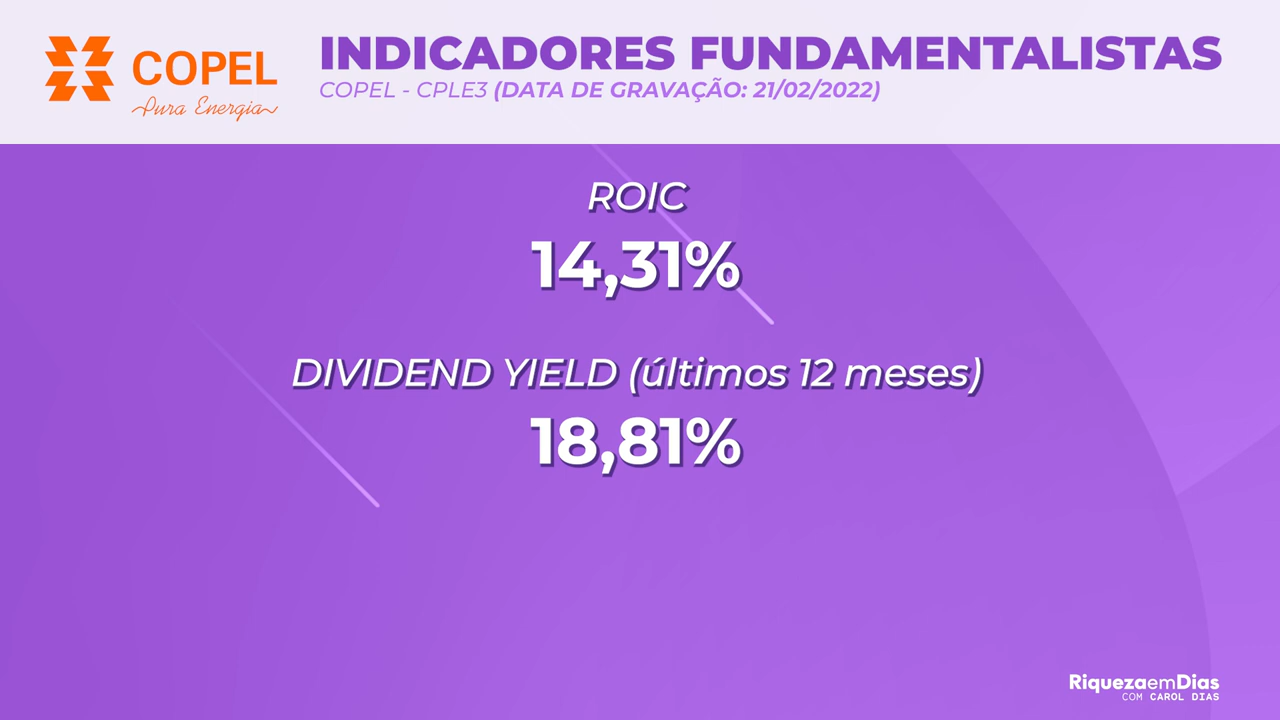 COPEL
Pura Energia
INDICADORES FUNDAMENTALISTAS
COPEL - CPLE3 (DATA DE GRAVAÇÃO: 21/02/2022)
ROIC
14,31%
DIVIDEND YIELD (últimos 12 meses)
18,81%
RiquezaemDias
COM CAROL DIAS